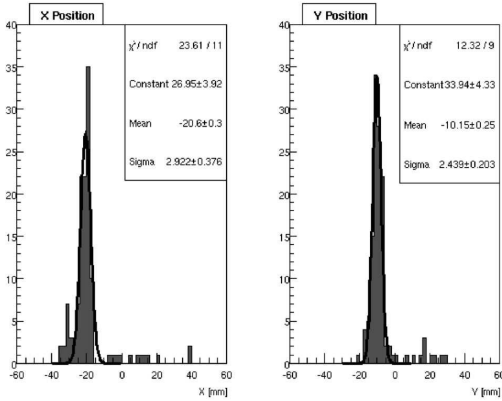 X Position
χ²/ ndf 23.61 / 11
Constant 26.95±3.92
Mean -20.6±0.3
Sigma 2.922±0.376
40
35
30
25
20
15
10
5
0
-60 -40 -20 0 20 40 60
X [mm]
Y Position
χ²/ ndf 12.32 / 9
Constant 33.94±4.33
Mean -10.15±0.25
Sigma 2.439±0.203
40
35
30
25
20
15
10
5
0
-60 -40 -20 0 20 40 60
Y [mm]